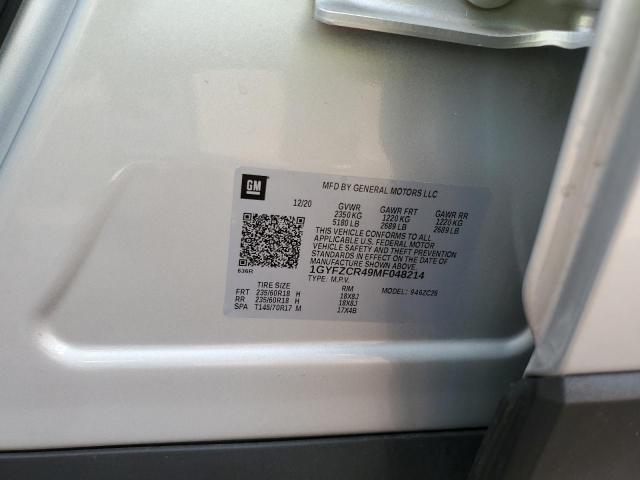 GM
MFD BY GENERAL MOTORS LLC
12/20 GVWR GAWR FRT GAWR RR
2350 KG 1220 KG 1220 KG
5180 LB 2689 LB 2689 LB
THIS VEHICLE CONFORMS TO ALL
APPLICABLE U.S. FEDERAL MOTOR
VEHICLE SAFETY AND BUMPER
STANDARDS IN EFFECT ON THE DATE OF
MANUFACTURE SHOWN ABOVE.
1GYFZCR49MF048214
TYPE: M.P.V. MODEL: 946ZC26
636R
TIRE SIZE RIM
FRT 235/60R18 H 18X8J
RR 235/60R18 H 18X8J
SPA T145/70R17 M 17X4B